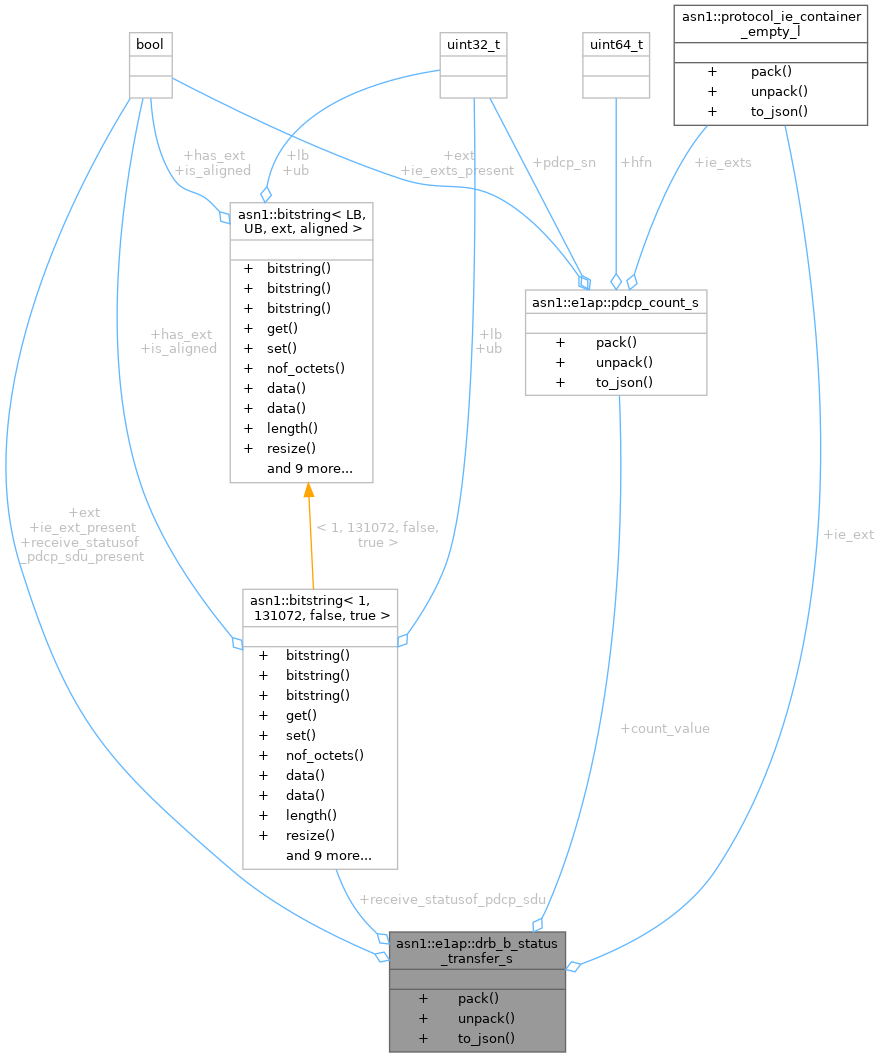 asn1::protocol_ie_container
_empty_l
+ pack()
+ unpack()
+ to_json()
bool
uint32_t
uint64_t
+has_ext
+is_aligned
+lb
+ub
+ext
+ie_exts_present
+pdcp_sn
+hfn
+ie_exts
asn1::bitstring< LB,
UB, ext, aligned >
+ bitstring()
+ bitstring()
+ bitstring()
+ get()
+ set()
+ nof_octets()
+ data()
+ data()
+ length()
+ resize()
and 9 more...
asn1::e1ap::pdcp_count_s
+ pack()
+ unpack()
+ to_json()
+has_ext
+is_aligned
+lb
+ub
+ext
+ie_ext_present
+receive_statusof
_pdcp_sdu_present
< 1, 131072, false,
true >
+ie_ext
asn1::bitstring< 1,
131072, false, true >
+ bitstring()
+ bitstring()
+ bitstring()
+ get()
+ set()
+ nof_octets()
+ data()
+ data()
+ length()
+ resize()
and 9 more...
+count_value
+receive_statusof_pdcp_sdu
asn1::e1ap::drb_b_status
_transfer_s
+ pack()
+ unpack()
+ to_json()